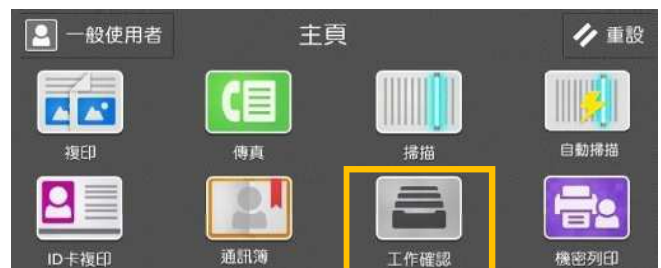 一般使用者
主頁
重設
複印
傳真
掃描
自動掃描
ID卡複印
通訊簿
工作確認
機密列印